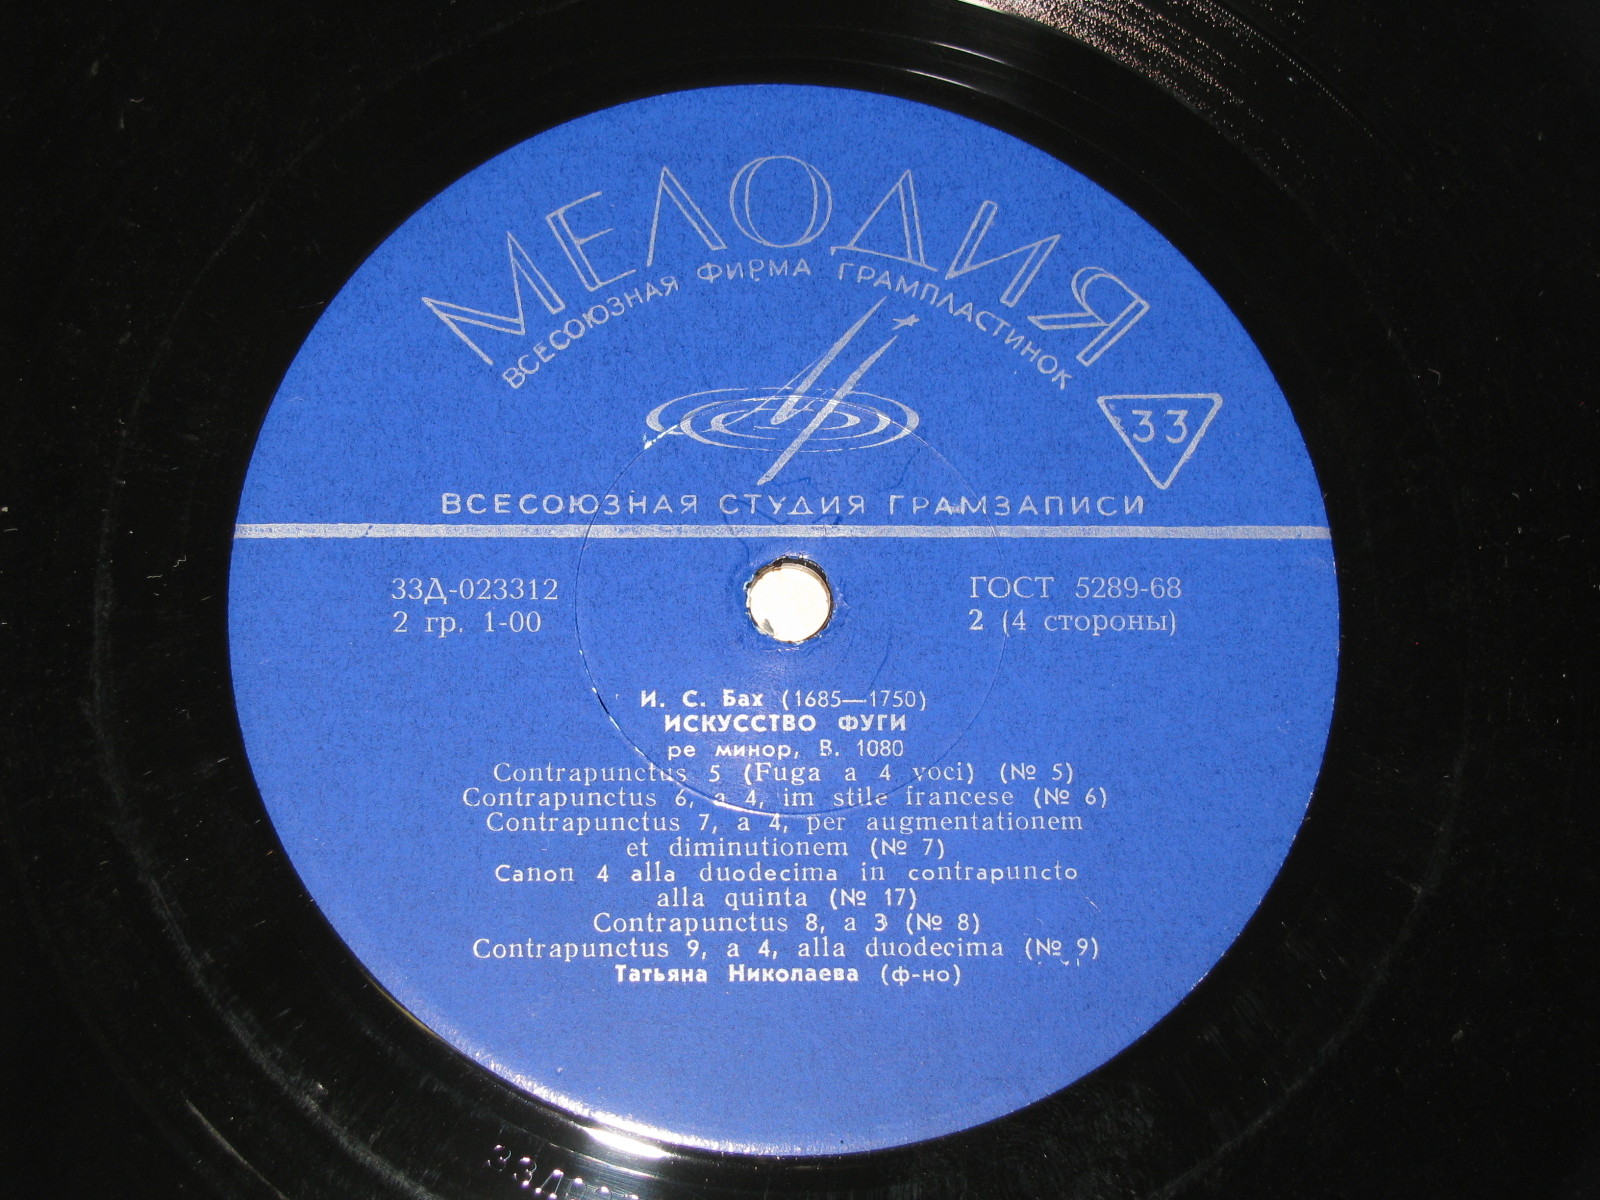 МЕЛОДИЯ
ВСЕСОЮЗНАЯ ФИРМА ГРАМПЛАСТИНОК
33
ВСЕСОЮЗНАЯ СТУДИЯ ГРАМЗАПИСИ
33Д-023312
ГОСТ 5289-68
2 гр. 1-00
2 (4 стороны)
И. С. Бах (1685—1750)
ИСКУССТВО ФУГИ
ре минор, В. 1080
Contrapunctus 5 (Fuga a 4 voci) (№ 5)
Contrapunctus 6, a 4, im stile francese (№ 6)
Contrapunctus 7, a 4, per augmentationem
et diminutionem (№ 7)
Canon 4 alla duodecima in contrapuncto
alla quinta (№ 17)
Contrapunctus 8, a 3 (№ 8)
Contrapunctus 9, a 4, alla duodecima (№ 9)
Татьяна Николаева (ф-но)